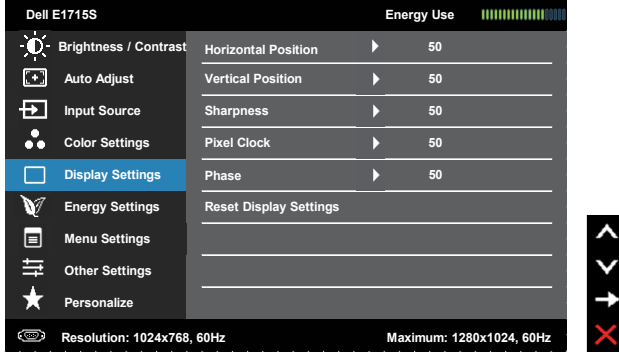 Dell E1715S Energy Use
Brightness / Contrast Horizontal Position 50
Auto Adjust Vertical Position 50
Input Source Sharpness 50
Color Settings Pixel Clock 50
Display Settings Phase 50
Energy Settings Reset Display Settings
Menu Settings
Other Settings
Personalize
Resolution: 1024x768, 60Hz Maximum: 1280x1024, 60Hz